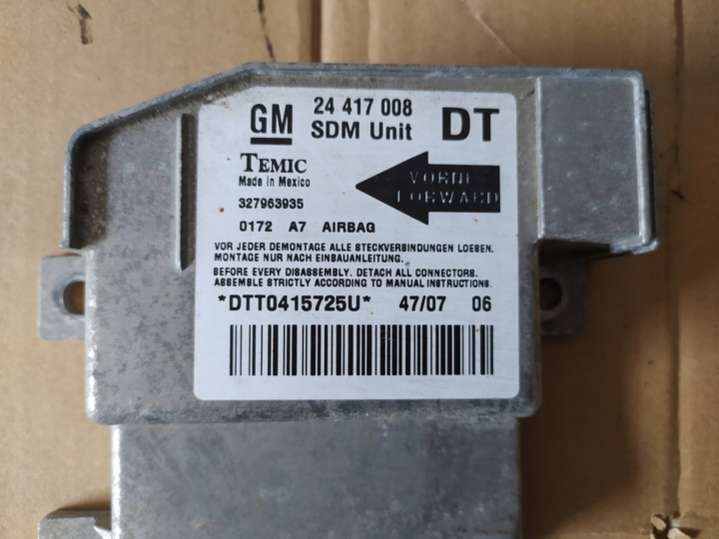 GM 24 417 008 DT
SDM Unit
TEMIC
Made in Mexico
VORNE
FORWARD
327963935
0172 A7 AIRBAG
VOR JEDER DEMONTAGE ALLE STECKVERBINDUNGEN LOESEN.
MONTAGE NUR NACH EINBAUANLEITUNG.
BEFORE EVERY DISASSEMBLY. DETACH ALL CONNECTORS.
ASSEMBLE STRICTLY ACCORDING TO MANUAL INSTRUCTIONS.
*DTT0415725U* 47/07 06